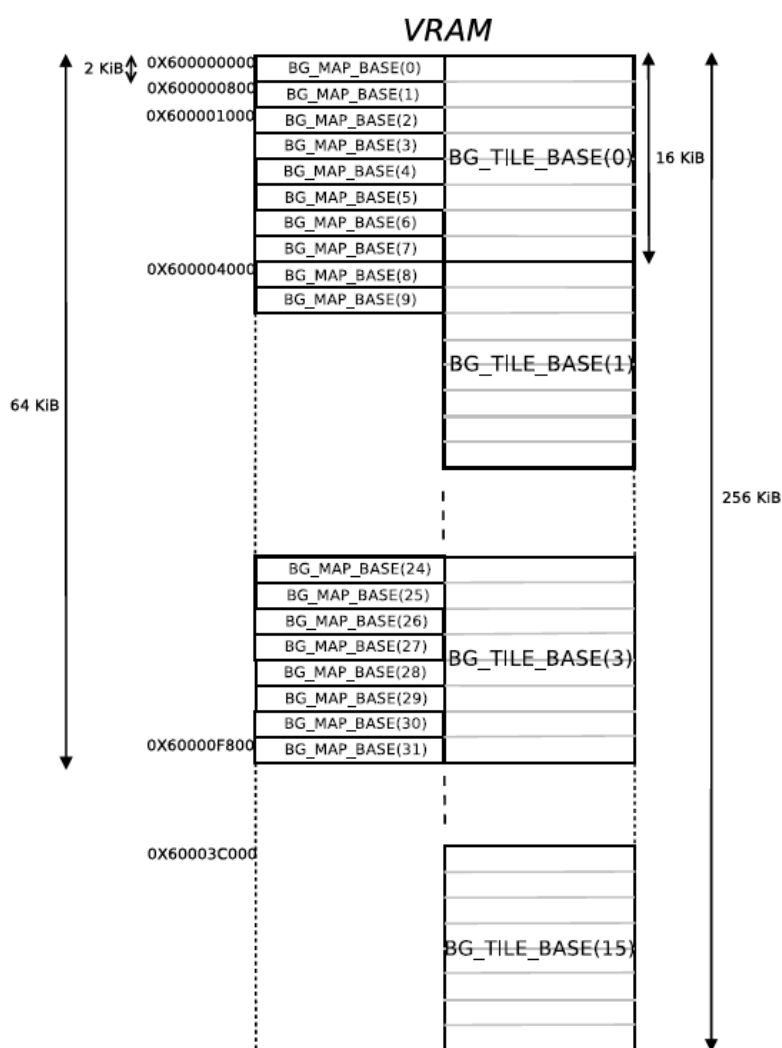 VRAM
2 KiB
0X600000000
BG_MAP_BASE(0)
0X600000800
BG_MAP_BASE(1)
0X600001000
BG_MAP_BASE(2)
BG_MAP_BASE(3)
BG_TILE_BASE(0)
16 KiB
BG_MAP_BASE(4)
BG_MAP_BASE(5)
BG_MAP_BASE(6)
BG_MAP_BASE(7)
0X600004000
BG_MAP_BASE(8)
BG_MAP_BASE(9)
BG_TILE_BASE(1)
64 KiB
256 KiB
BG_MAP_BASE(24)
BG_MAP_BASE(25)
BG_MAP_BASE(26)
BG_MAP_BASE(27)
BG_TILE_BASE(3)
BG_MAP_BASE(28)
BG_MAP_BASE(29)
BG_MAP_BASE(30)
0X60000F800
BG_MAP_BASE(31)
0X60003C000
BG_TILE_BASE(15)